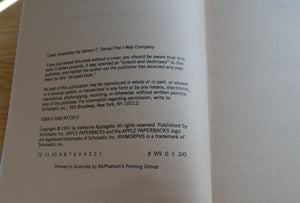 Cover illustration by Damon C. Torres/The I-Way Company
If you purchased this book without a cover, you should be aware that this
book is stolen property. It was reported as "unsold and destroyed" to the
publisher, and neither the author nor the publisher has received any payment
for this "stripped book."
No part of this publication may be reproduced in whole or in part, or stored
in a retrieval system, or transmitted in any form or by any means, electronic,
mechanical, photocopying, recording, or otherwise, without written permission
of the publisher. For information regarding permission, write to
Scholastic Inc., 555 Broadway, New York, NY 10012.
ISBN 0-590-99730-0
Copyright © 1997 by Katherine Applegate. All rights reserved. Published by
Scholastic Inc. APPLE PAPERBACKS and the APPLE PAPERBACKS logo
are registered trademarks of Scholastic Inc. ANIMORPHS is a trademark of
Scholastic Inc.
12 11 10 9 8 7 6 5 4 3 2 1 8 9/9 0 1 2/0
Printed in Australia by McPherson's Printing Group